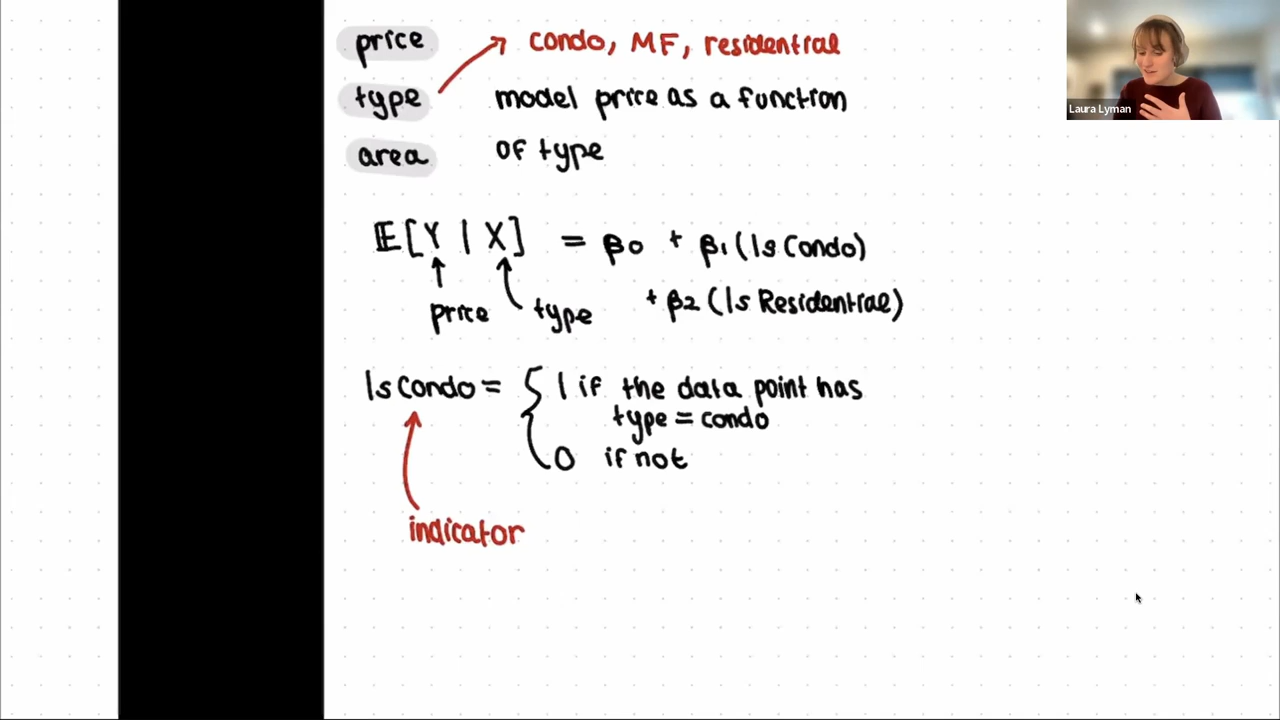 price
condo, MF, residential
type
model price as a function
area
of type
𝔼[Y | X] = β0 + β1 (Is Condo)
price
type
+ β2 (Is Residential)
Is Condo = { 1 if the data point has
type = condo
0 if not
indicator
Laura Lyman